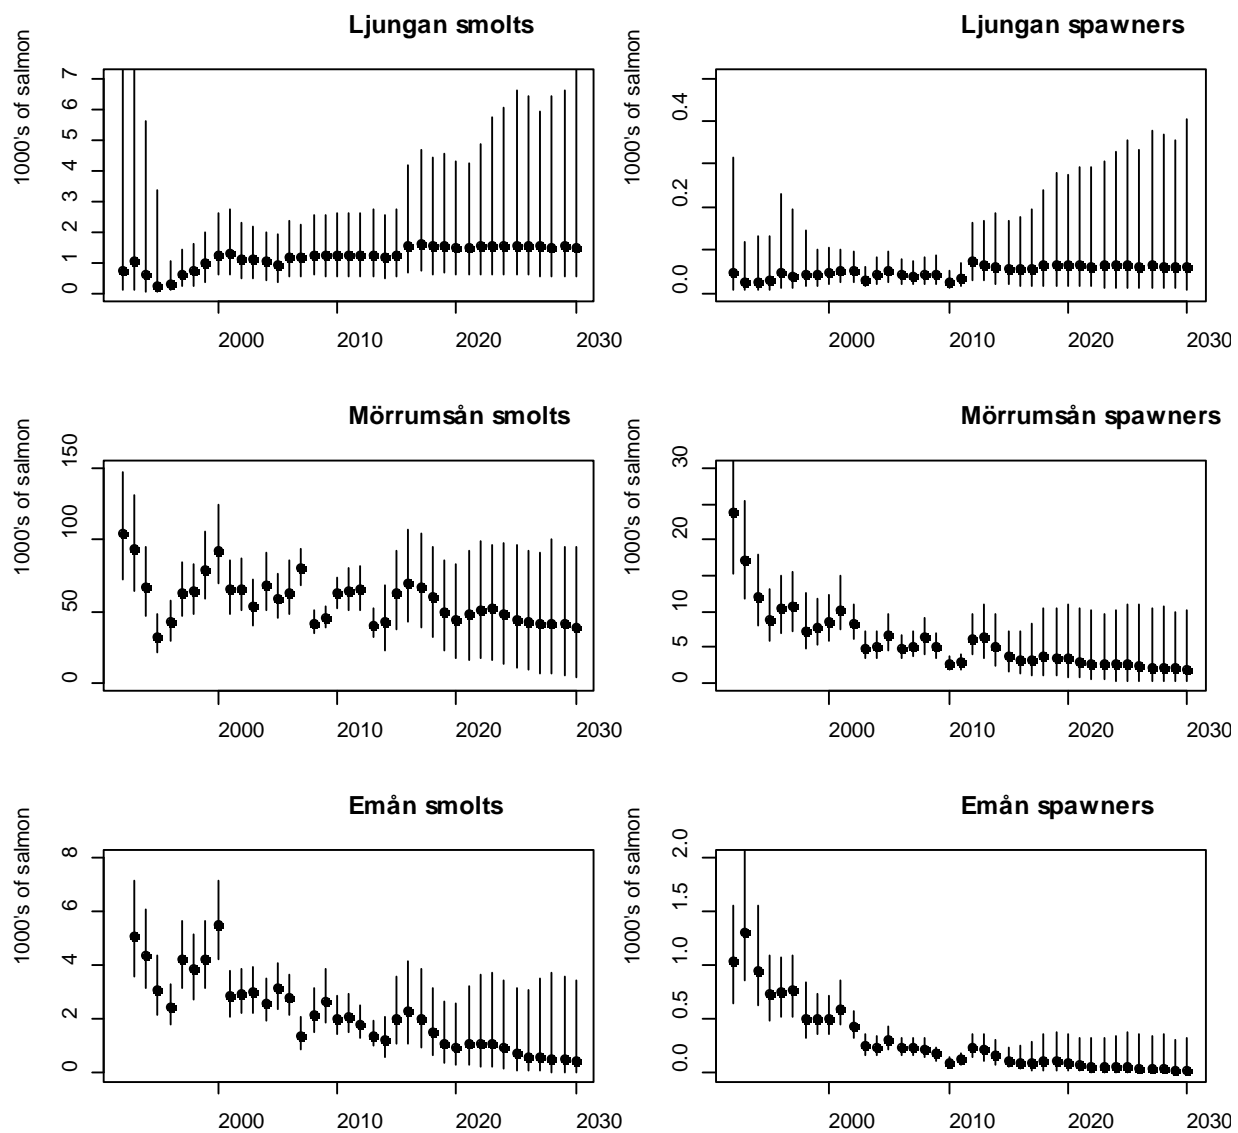 Ljungan smolts
1000's of salmon
7
6
5
4
3
2
1
0
2000 2010 2020 2030
Ljungan spawners
1000's of salmon
0.4
0.2
0.0
2000 2010 2020 2030
Mörrumsån smolts
1000's of salmon
150
100
50
0
2000 2010 2020 2030
Mörrumsån spawners
1000's of salmon
30
20
10
5
0
2000 2010 2020 2030
Emån smolts
1000's of salmon
8
6
4
2
0
2000 2010 2020 2030
Emån spawners
1000's of salmon
2.0
1.5
1.0
0.5
0.0
2000 2010 2020 2030